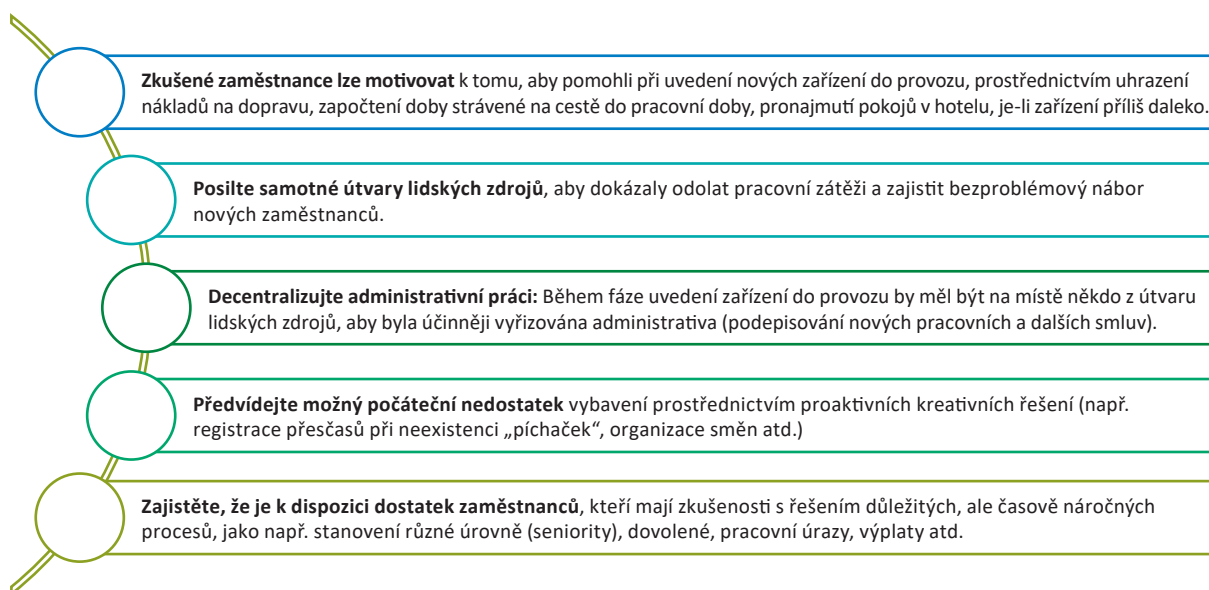 Zkušené zaměstnance lze motivovat k tomu, aby pomohli při uvedení nových zařízení do provozu, prostřednictvím uhrazení
nákladů na dopravu, započtení doby strávené na cestě do pracovní doby, pronajmutí pokojů v hotelu, je-li zařízení příliš daleko.
Posilte samotné útvary lidských zdrojů, aby dokázaly odolat pracovní zátěži a zajistit bezproblémový nábor
nových zaměstnanců.
Decentralizujte administrativní práci: Během fáze uvedení zařízení do provozu by měl být na místě někdo z útvaru
lidských zdrojů, aby byla účinněji vyřizována administrativa (podepisování nových pracovních a dalších smluv).
Předvídejte možný počáteční nedostatek vybavení prostřednictvím proaktivních kreativních řešení (např.
registrace přesčasů při neexistenci „píchaček“, organizace směn atd.)
Zajistěte, že je k dispozici dostatek zaměstnanců, kteří mají zkušenosti s řešením důležitých, ale časově náročných
procesů, jako např. stanovení různé úrovně (seniority), dovolené, pracovní úrazy, výplaty atd.